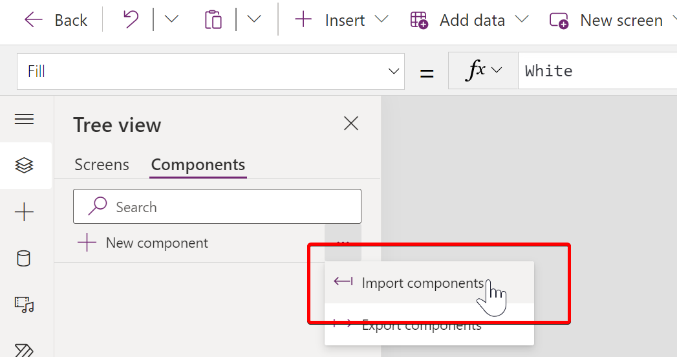 Back Insert Add data New screen
Fill = fx White
Tree view
Screens Components
Search
New component ...
Import components
Export components